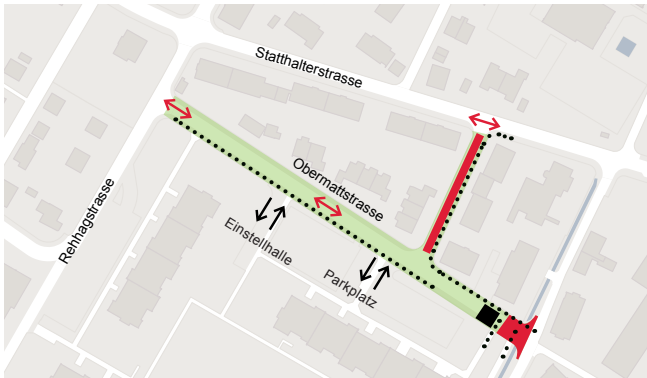 Statthalterstrasse
Obermattstrasse
Rehhagstrasse
Einstellhalle
Parkplatz